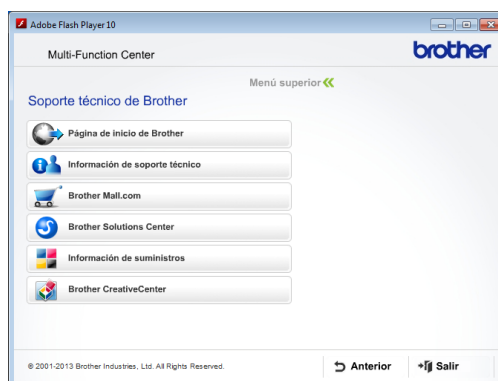 Adobe Flash Player 10
Multi-Function Center
brother
Menú superior
Soporte técnico de Brother
Página de inicio de Brother
Información de soporte técnico
Brother Mall.com
Brother Solutions Center
Información de suministros
Brother CreativeCenter
© 2001-2013 Brother Industries, Ltd. All Rights Reserved.
Anterior
Salir